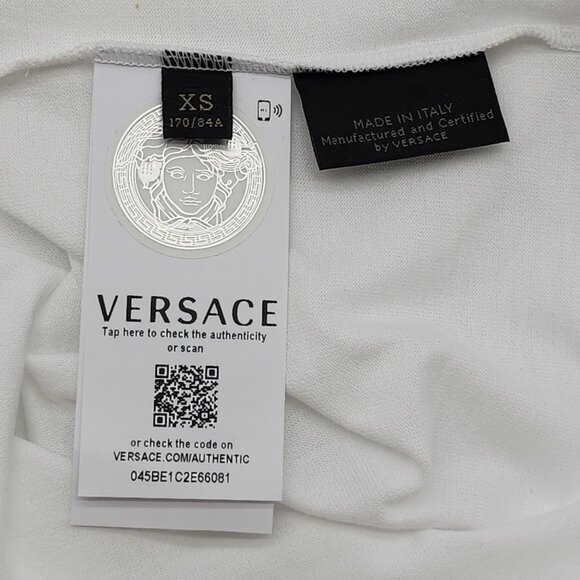 XS
170/84A
MADE IN ITALY
Manufactured and Certified
by VERSACE
VERSACE
Tap here to check the authenticity
or scan
or check the code on
VERSACE.COM/AUTHENTIC
045BE1C2E66081